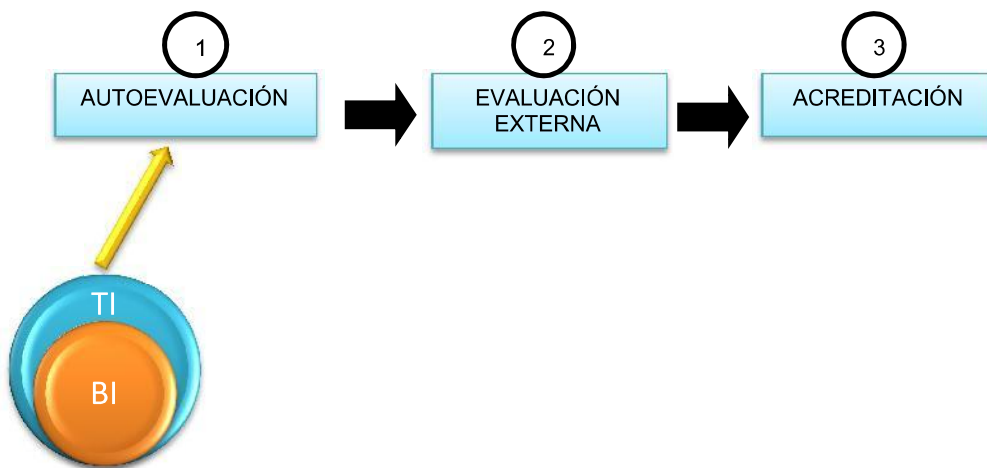 1
2
3
AUTOEVALUACIÓN
EVALUACIÓN
EXTERNA
ACREDITACIÓN
TI
BI